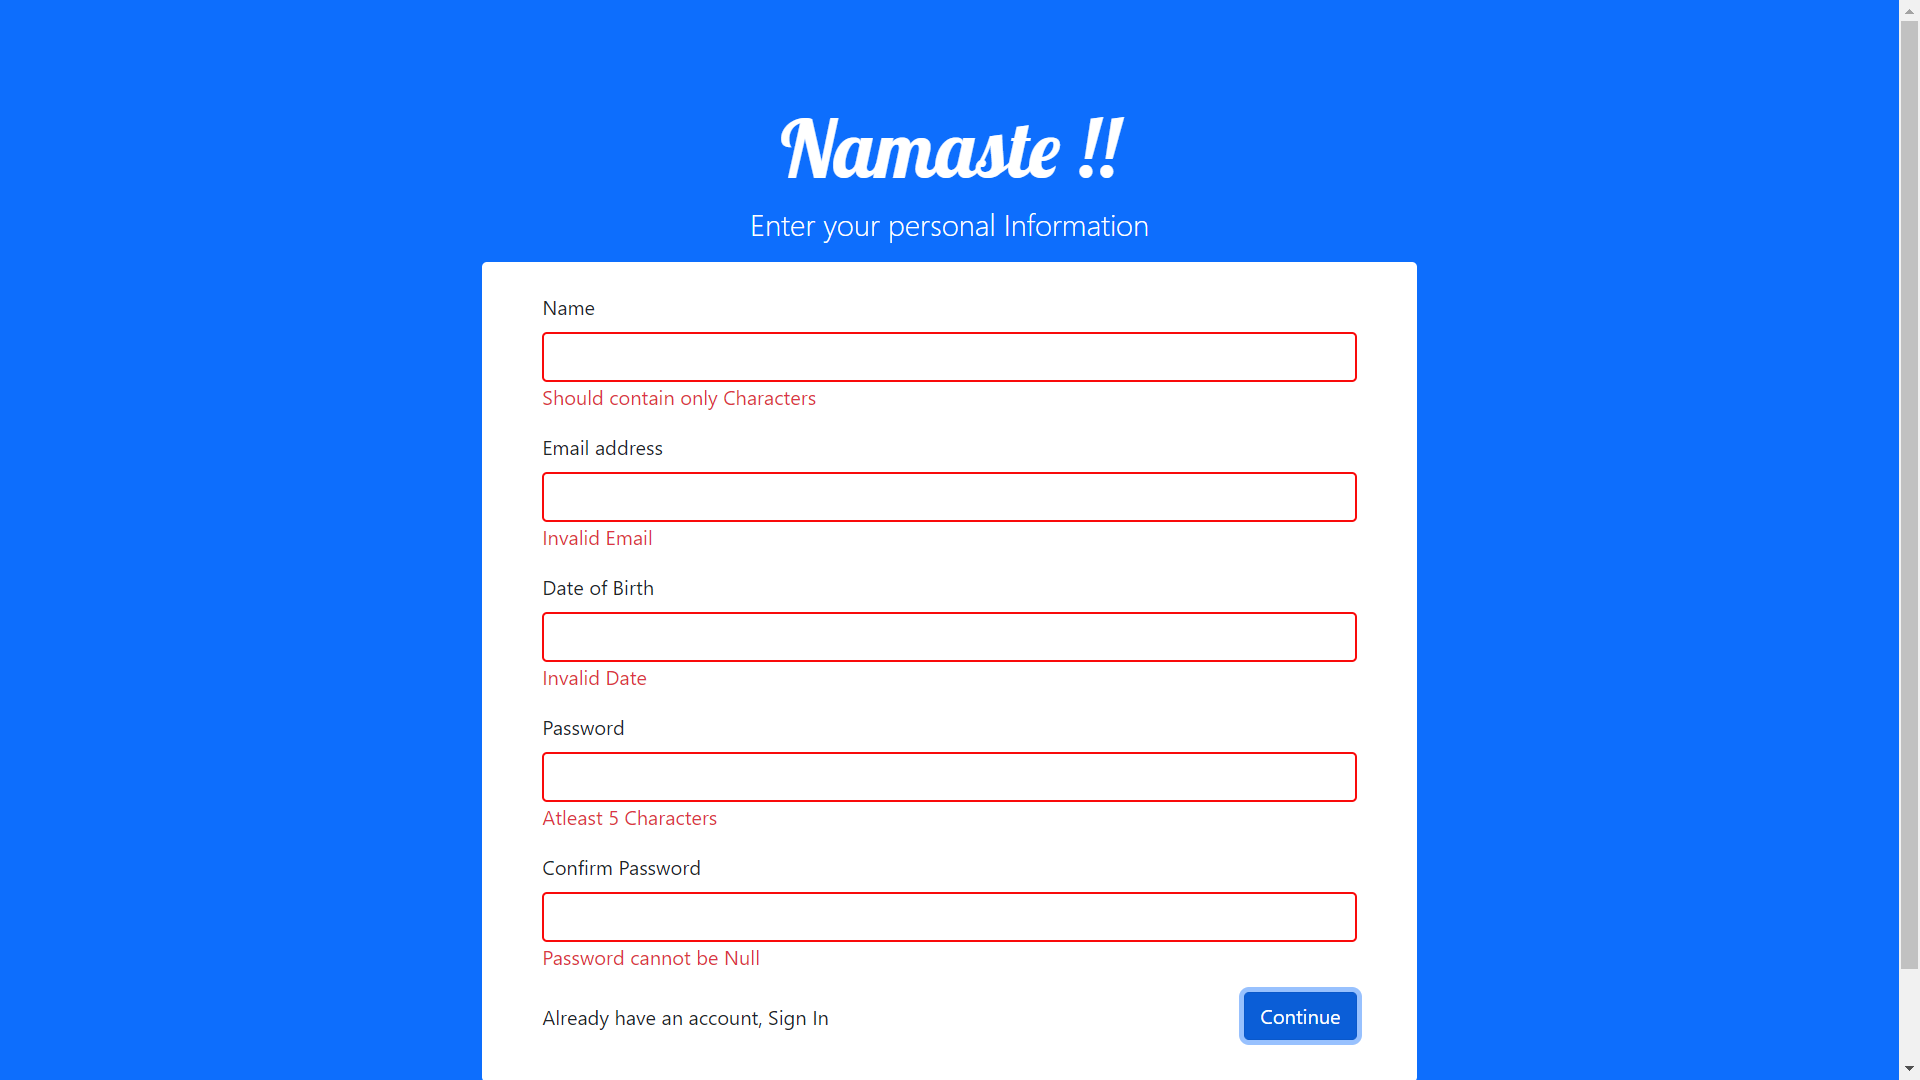 Namaste !!
Enter your personal Information
Name
Should contain only Characters
Email address
Invalid Email
Date of Birth
Invalid Date
Password
Atleast 5 Characters
Confirm Password
Password cannot be Null
Already have an account, Sign In
Continue